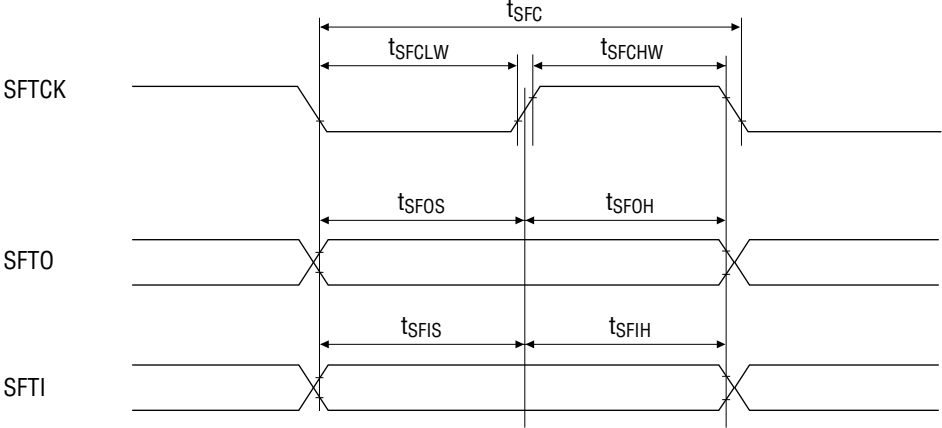 tSFC
tSFCLW tSFCHW
SFTCK
tSFOS tSFOH
SFTO
tSFIS tSFIH
SFTI